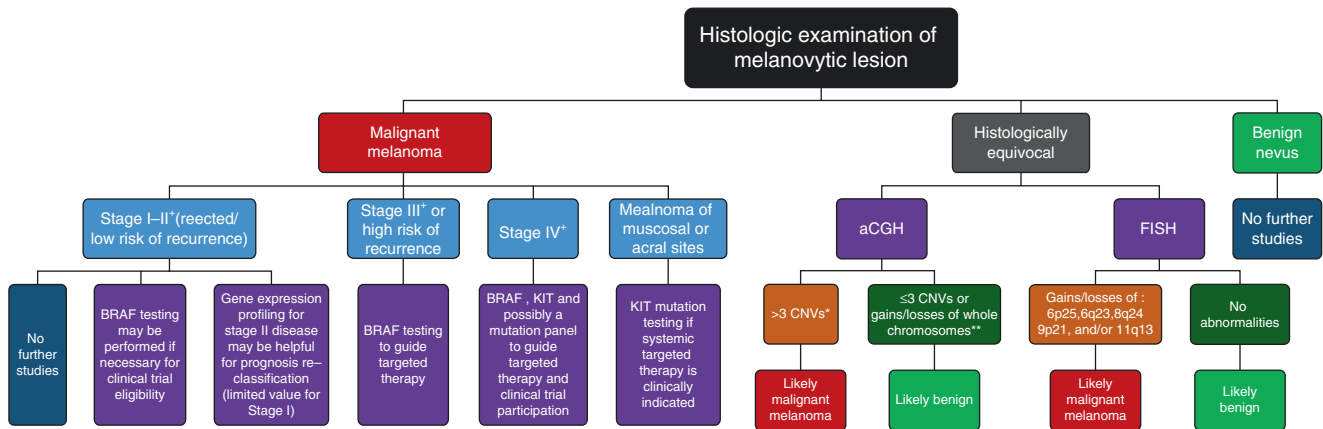 Histologic examination of
melanovytic lesion
Malignant
melanoma
Histologically
equivocal
Benign
nevus
Stage I–II+(reected/
low risk of recurrence)
Stage III+ or
high risk of
recurrence
Stage IV+
Mealnoma of
muscosal or
acral sites
aCGH
FISH
No further
studies
No
further
studies
BRAF testing
may be
performed if
necessary for
clinical trial
eligibility
Gene expression
profiling for
stage II disease
may be helpful
for prognosis re–
classification
(limited value for
Stage I)
BRAF testing
to guide
targeted
therapy
BRAF , KIT and
possibly a
mutation panel
to guide
targeted
therapy and
clinical trial
participation
KIT mutation
testing if
systemic
targeted
therapy is
clinically
indicated
>3 CNVs*
≤3 CNVs or
gains/losses of whole
chromosomes**
Gains/losses of :
6p25,6q23,8q24
9p21, and/or 11q13
No
abnormalities
Likely
malignant
melanoma
Likely benign
Likely
malignant
melanoma
Likely
benign